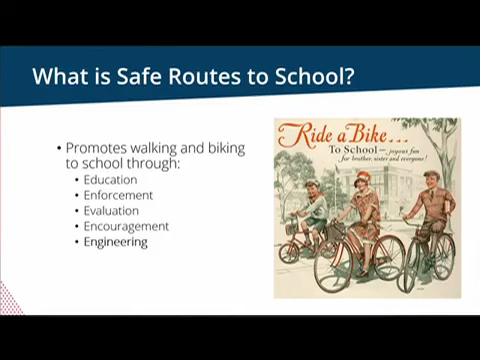 What is Safe Routes to School?
• Promotes walking and biking
to school through:
• Education
• Enforcement
• Evaluation
• Encouragement
• Engineering
Ride a Bike...
To School—joyous fun
for brother, sister and everyone!